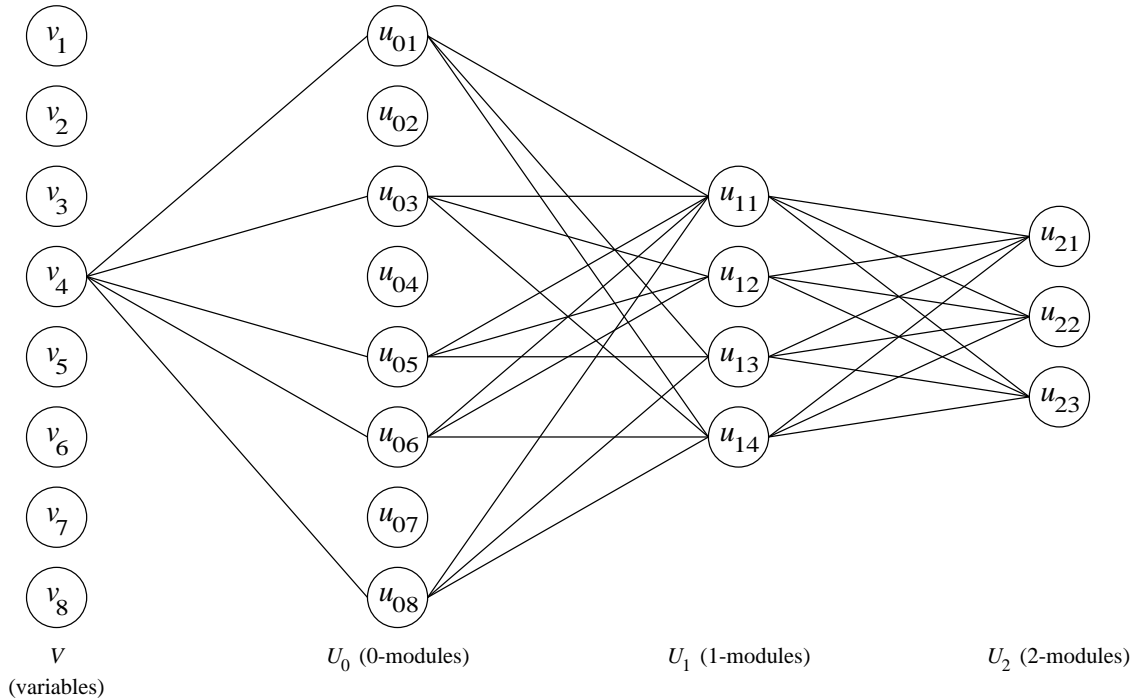 v1
v2
v3
v4
v5
v6
v7
v8
u01
u02
u03
u04
u05
u06
u07
u08
u11
u12
u13
u14
u21
u22
u23
V
(variables)
U0 (0-modules)
U1 (1-modules)
U2 (2-modules)